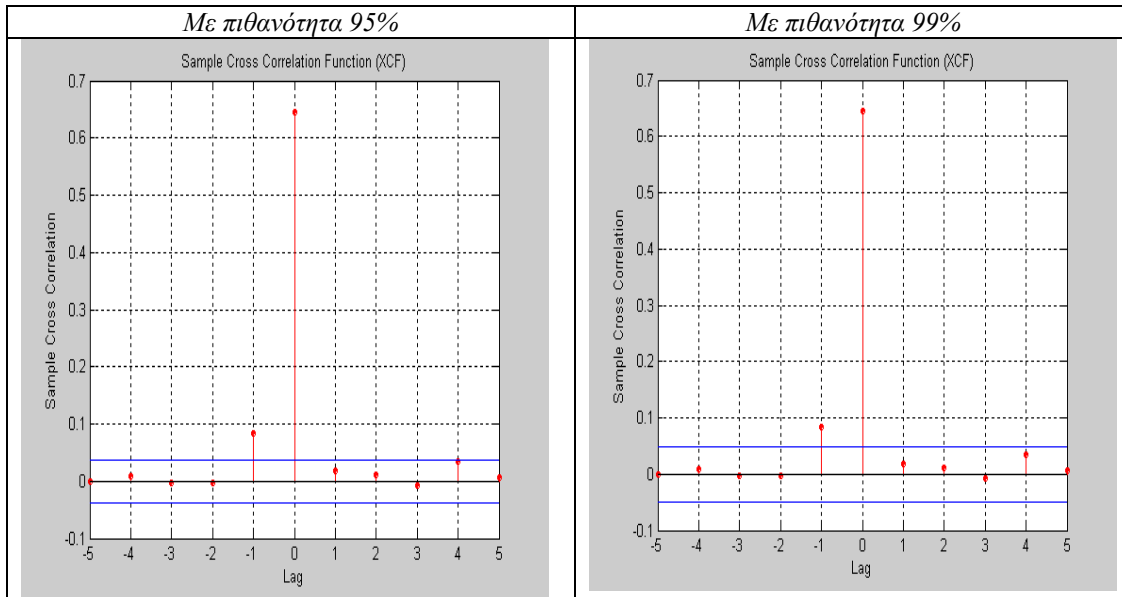 Με πιθανότητα 95%
Sample Cross Correlation Function (XCF)
Sample Cross Correlation
0.7
0.6
0.5
0.4
0.3
0.2
0.1
0
-0.1
-5 -4 -3 -2 -1 0 1 2 3 4 5
Lag
Με πιθανότητα 99%
Sample Cross Correlation Function (XCF)
Sample Cross Correlation
0.7
0.6
0.5
0.4
0.3
0.2
0.1
0
-0.1
-5 -4 -3 -2 -1 0 1 2 3 4 5
Lag